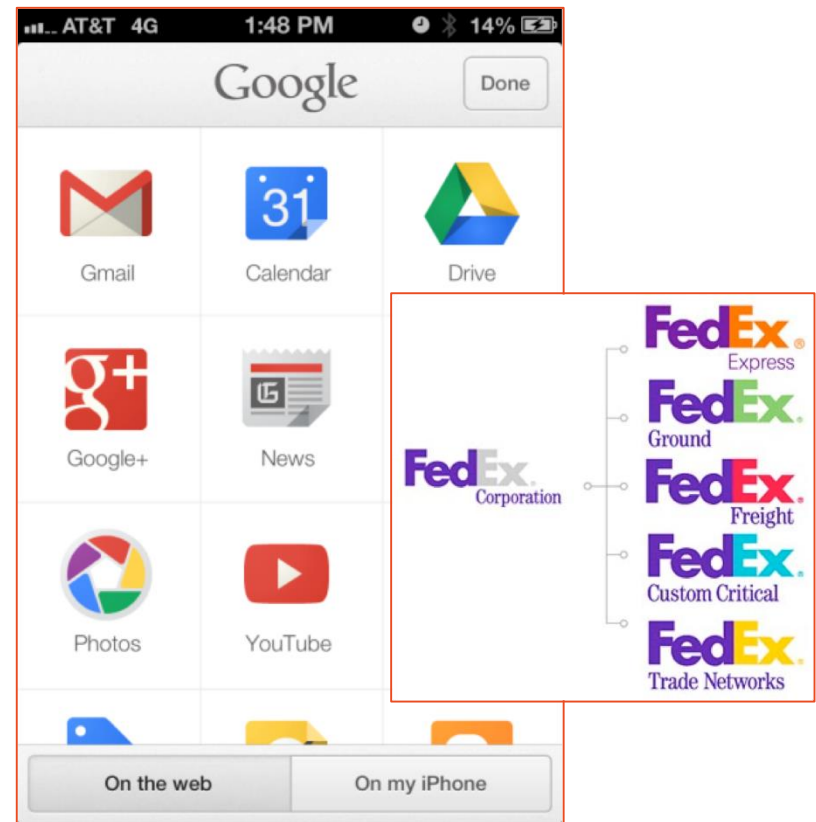 AT&T 4G 1:48 PM 14%
Google Done
31
Gmail Calendar Drive
g+
G
Google+ News
Photos YouTube
On the web On my iPhone
FedEx®
Express
FedEx.
Ground
FedEx.
Corporation
FedEx.
Freight
FedEx.
Custom Critical
FedEx.
Trade Networks